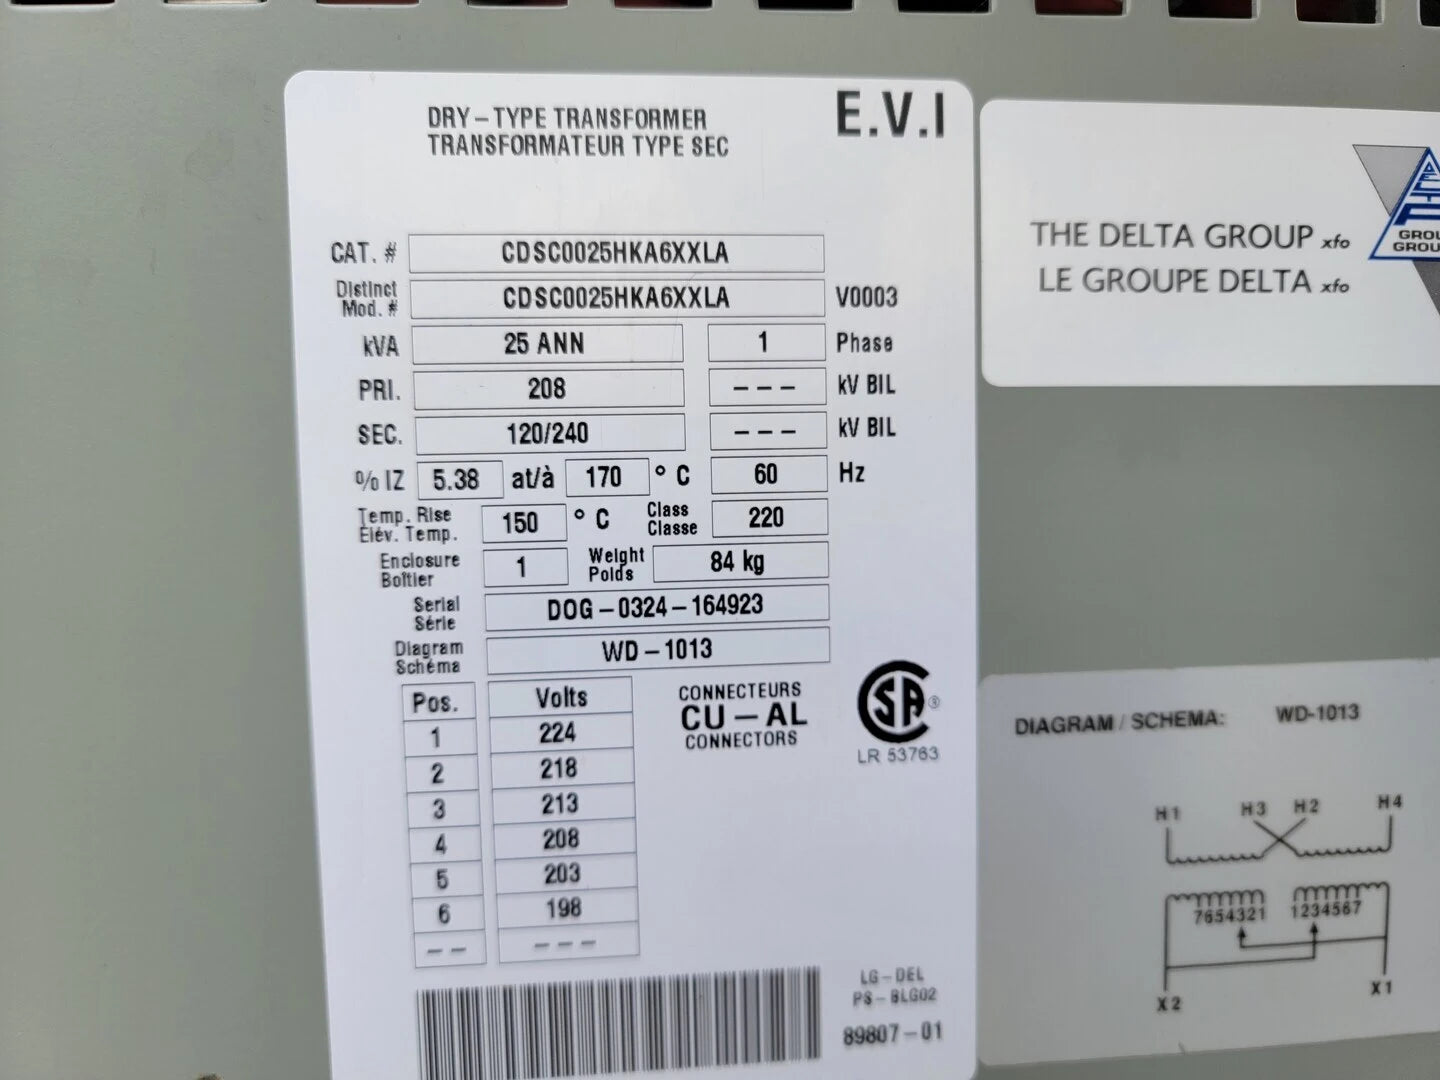 DRY-TYPE TRANSFORMER
TRANSFORMATEUR TYPE SEC
E.V.I
CAT. # CDSC0025HKA6XXLA
Distinct Mod. # CDSC0025HKA6XXLA V0003
kVA 25 ANN 1 Phase
PRI. 208 --- kV BIL
SEC. 120/240 --- kV BIL
% IZ 5.38 at/à 170 °C 60 Hz
Temp. Rise
Élév. Temp. 150 °C Class
Classe 220
Enclosure
Boîtier 1 Weight
Poids 84 kg
Serial
Série DOG-0324-164923
Diagram
Schéma WD-1013
Pos. Volts
1 224
2 218
3 213
4 208
5 203
6 198
-- ---
CONNECTEURS
CU-AL
CONNECTORS
CSA ®
LR 53763
LG-DEL
PS-BLG02
89807-01
THE DELTA GROUP xfo
LE GROUPE DELTA xfo
DIAGRAM / SCHEMA: WD-1013
H1 H3 H2 H4
7654321 1234567
X2 X1